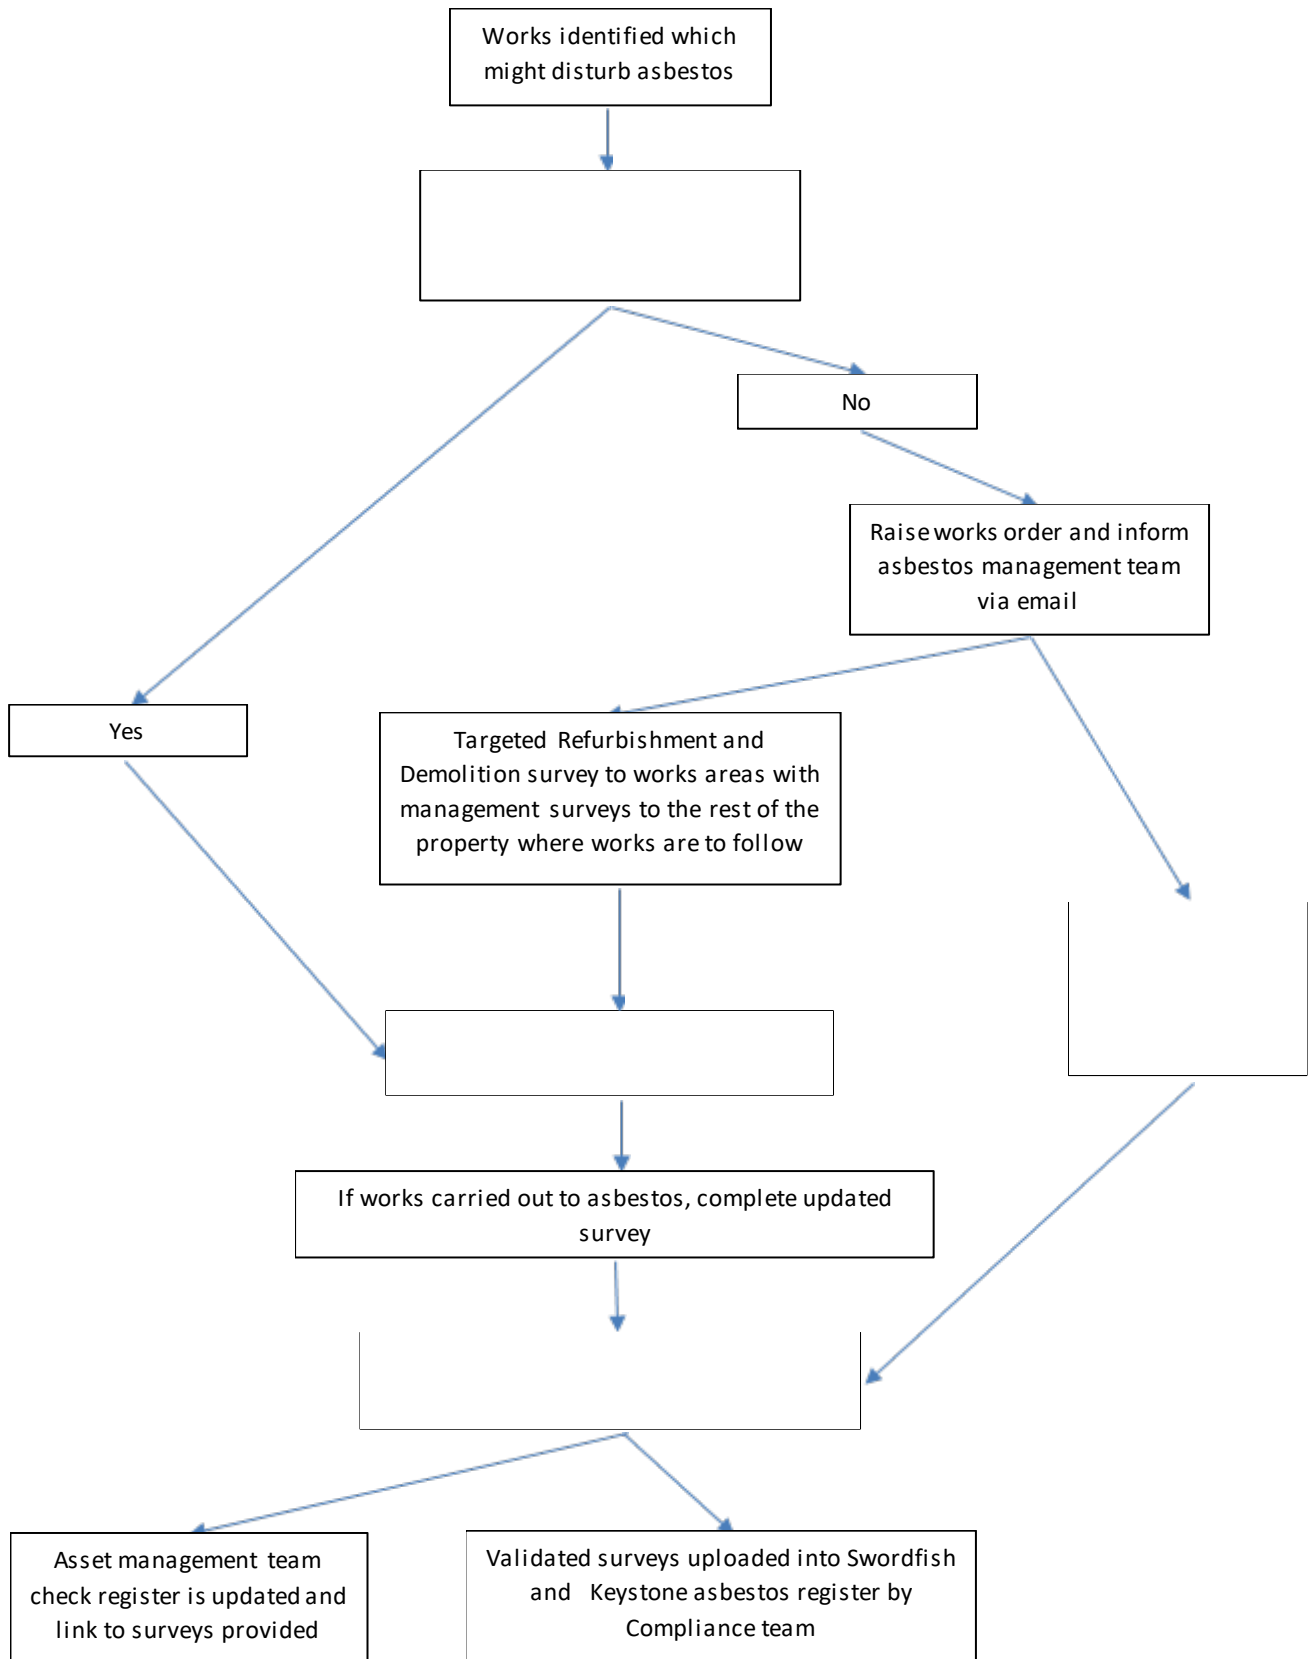 Works identified which
might disturb asbestos
No
Raise works order and inform
asbestos management team
via email
Yes
Targeted Refurbishment and
Demolition survey to works areas with
management surveys to the rest of the
property where works are to follow
If works carried out to asbestos, complete updated
survey
Asset management team
check register is updated and
link to surveys provided
Validated surveys uploaded into Swordfish
and Keystone asbestos register by
Compliance team